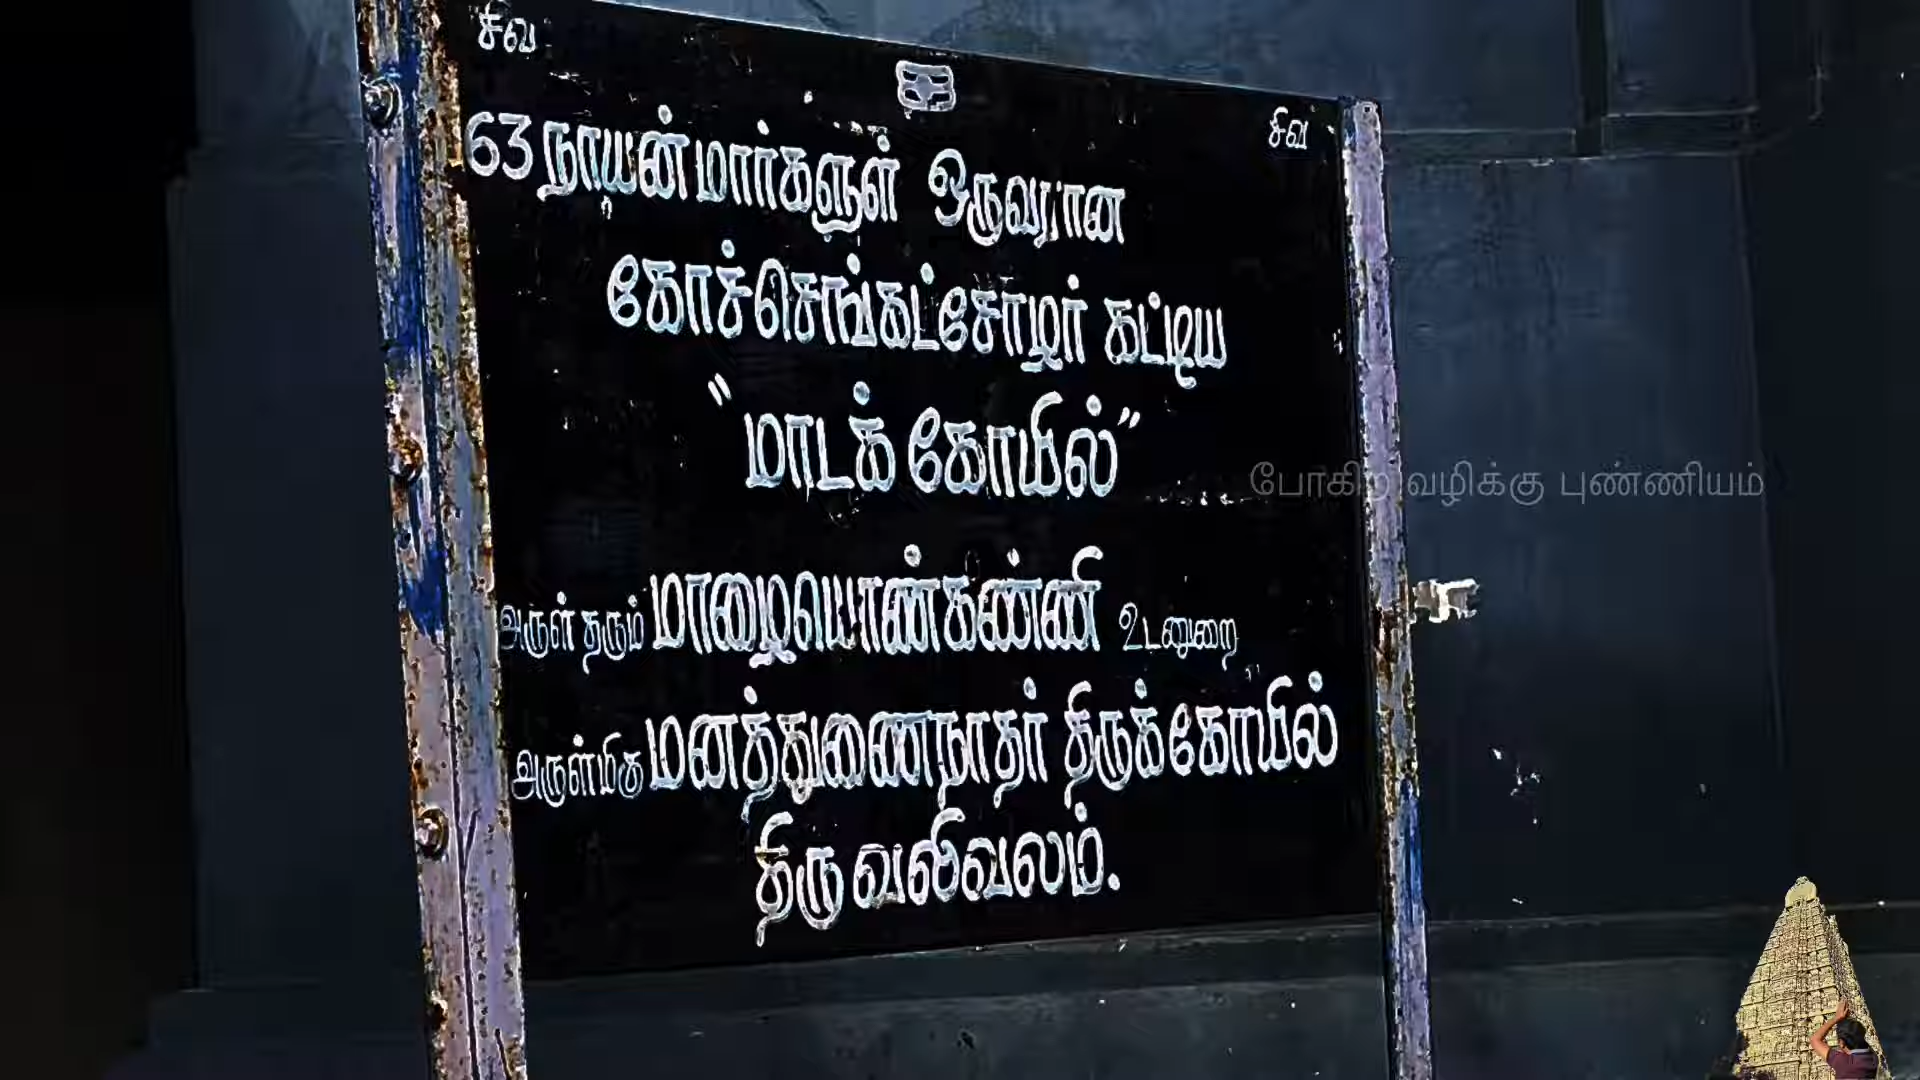 சிவ
சிவ
63 நாயன்மார்களுள் ஒருவரான
கோச்செங்கட்சோழர் கட்டிய
"மாடக் கோயில்"
போகிற வழிக்கு புண்ணியம்
அருள் தரும் மாழையொண்கண்ணி உடனுறை
அருள்மிகு மனத்துணைநாதர் திருக்கோயில்
திருவலிவலம்.